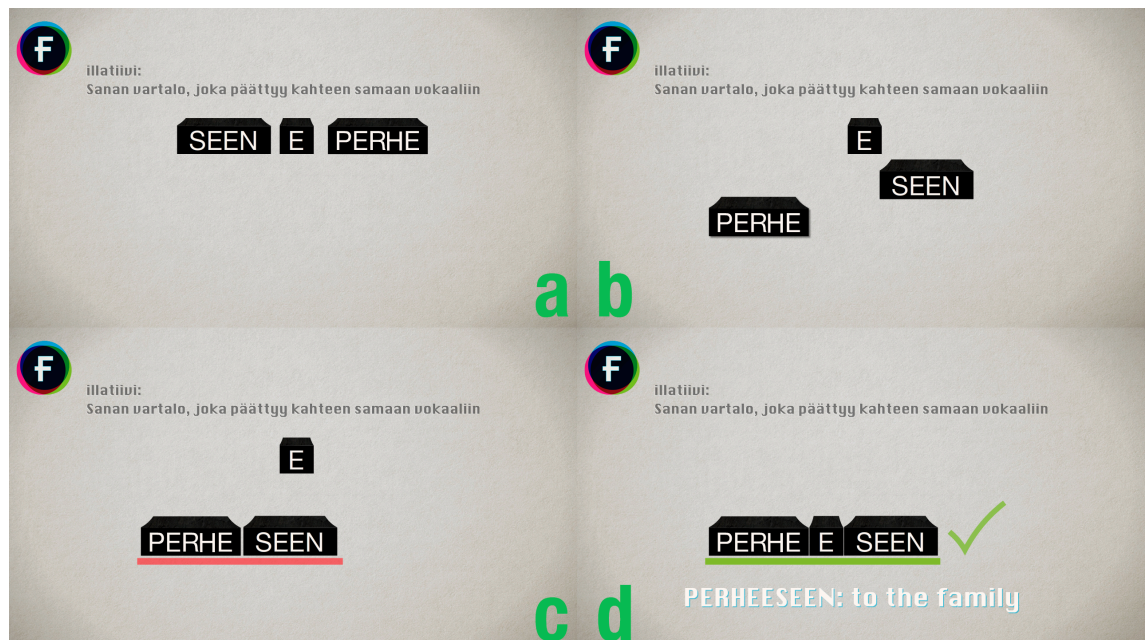 F
illatiivi:
Sanan vartalo, joka päättyy kahteen samaan vokaaliin
SEEN E PERHE
a
F
illatiivi:
Sanan vartalo, joka päättyy kahteen samaan vokaaliin
E
SEEN
PERHE
b
F
illatiivi:
Sanan vartalo, joka päättyy kahteen samaan vokaaliin
E
PERHE SEEN
c
F
illatiivi:
Sanan vartalo, joka päättyy kahteen samaan vokaaliin
PERHE E SEEN
PERHEESEEN: to the family
d